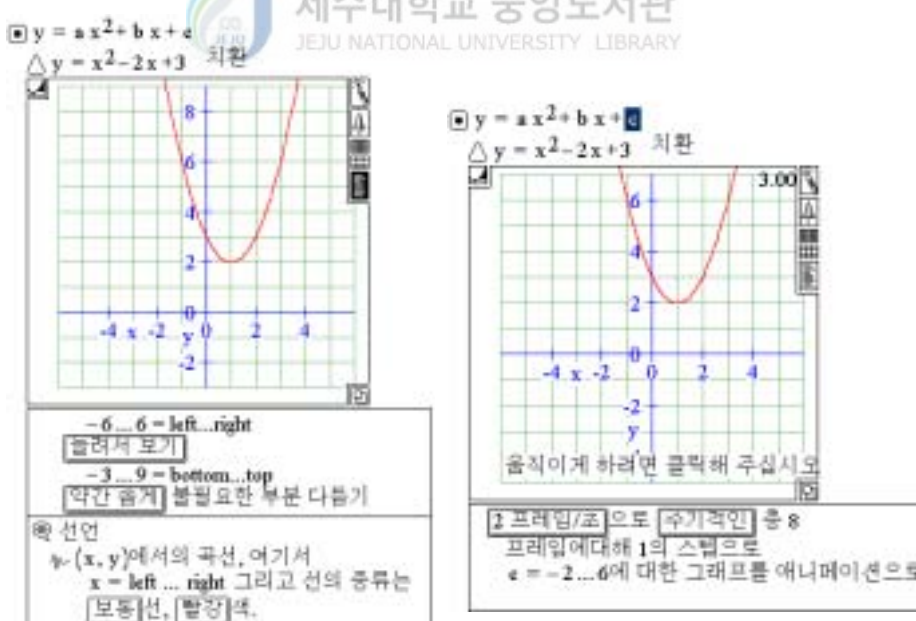 제주대학교 중앙도서관
JEJU NATIONAL UNIVERSITY LIBRARY
y = a x² + b x + c
y = x² - 2x + 3 치환
8
6
4
2
0
-4 x -2 y 0 2 4
-2
-6 ... 6 = left...right
늘려서 보기
-3 ... 9 = bottom...top
약간 곱게 불필요한 부분 다듬기
선언
(x, y)에서의 곡선, 여기서
x = left ... right 그리고 선의 종류는
보통 선, 빨강 색.
y = a x² + b x + c
y = x² - 2x + 3 치환
3.00
6
4
2
0
-4 x -2 0 2 4
-2
y
움직이게 하려면 클릭해 주십시오
2 프레임/초 으로 주기적인 총 8
프레임에대해 1의 스텝으로
c = -2...6에 대한 그래프를 애니메이션으로